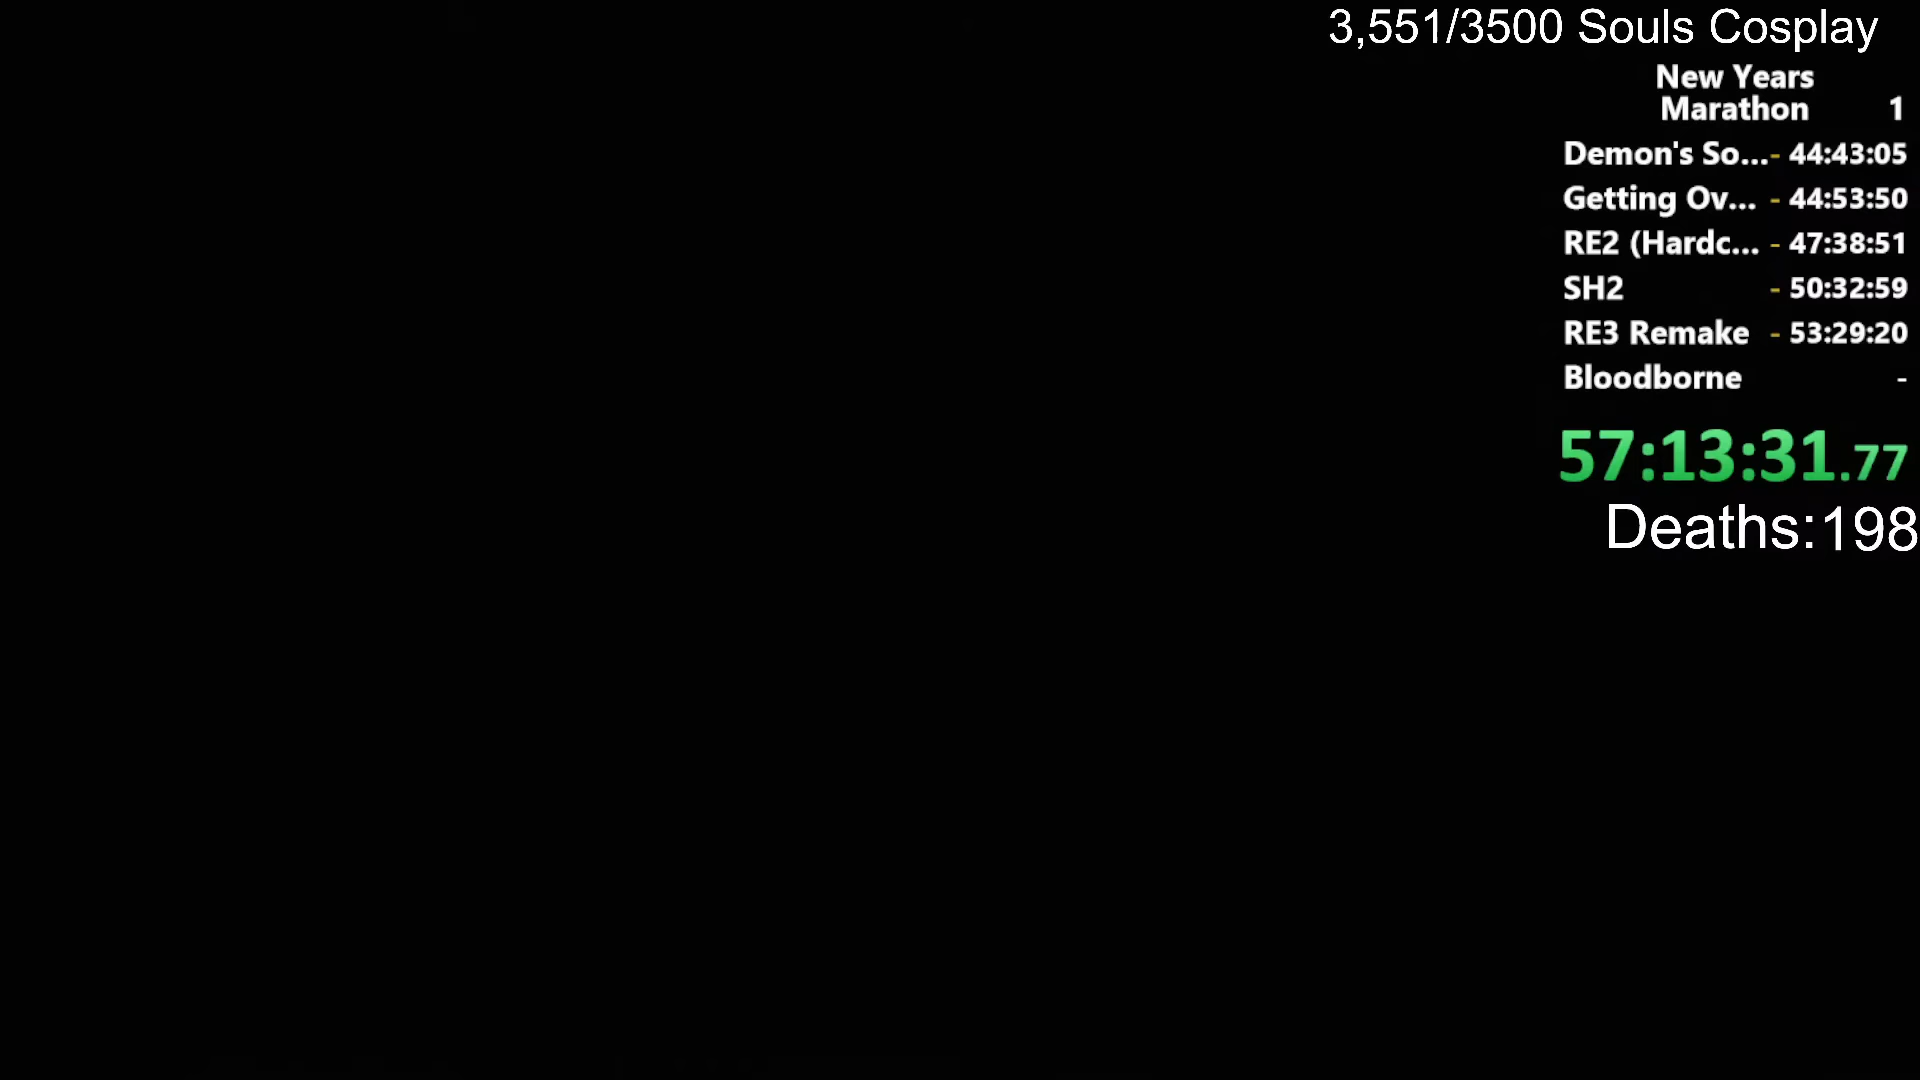 3,551/3500 Souls Cosplay
New Years
Marathon 1
Demon's So...- 44:43:05
Getting Ov... - 44:53:50
RE2 (Hardc... - 47:38:51
SH2 - 50:32:59
RE3 Remake - 53:29:20
Bloodborne -
57:13:31.77
Deaths:198